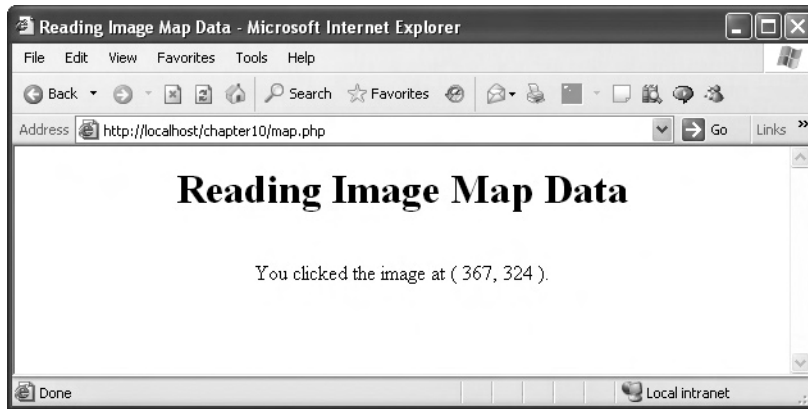 Reading Image Map Data - Microsoft Internet Explorer
File Edit View Favorites Tools Help
Back Search Favorites
Address http://localhost/chapter10/map.php Go Links »
Reading Image Map Data
You clicked the image at ( 367, 324 ).
Done Local intranet